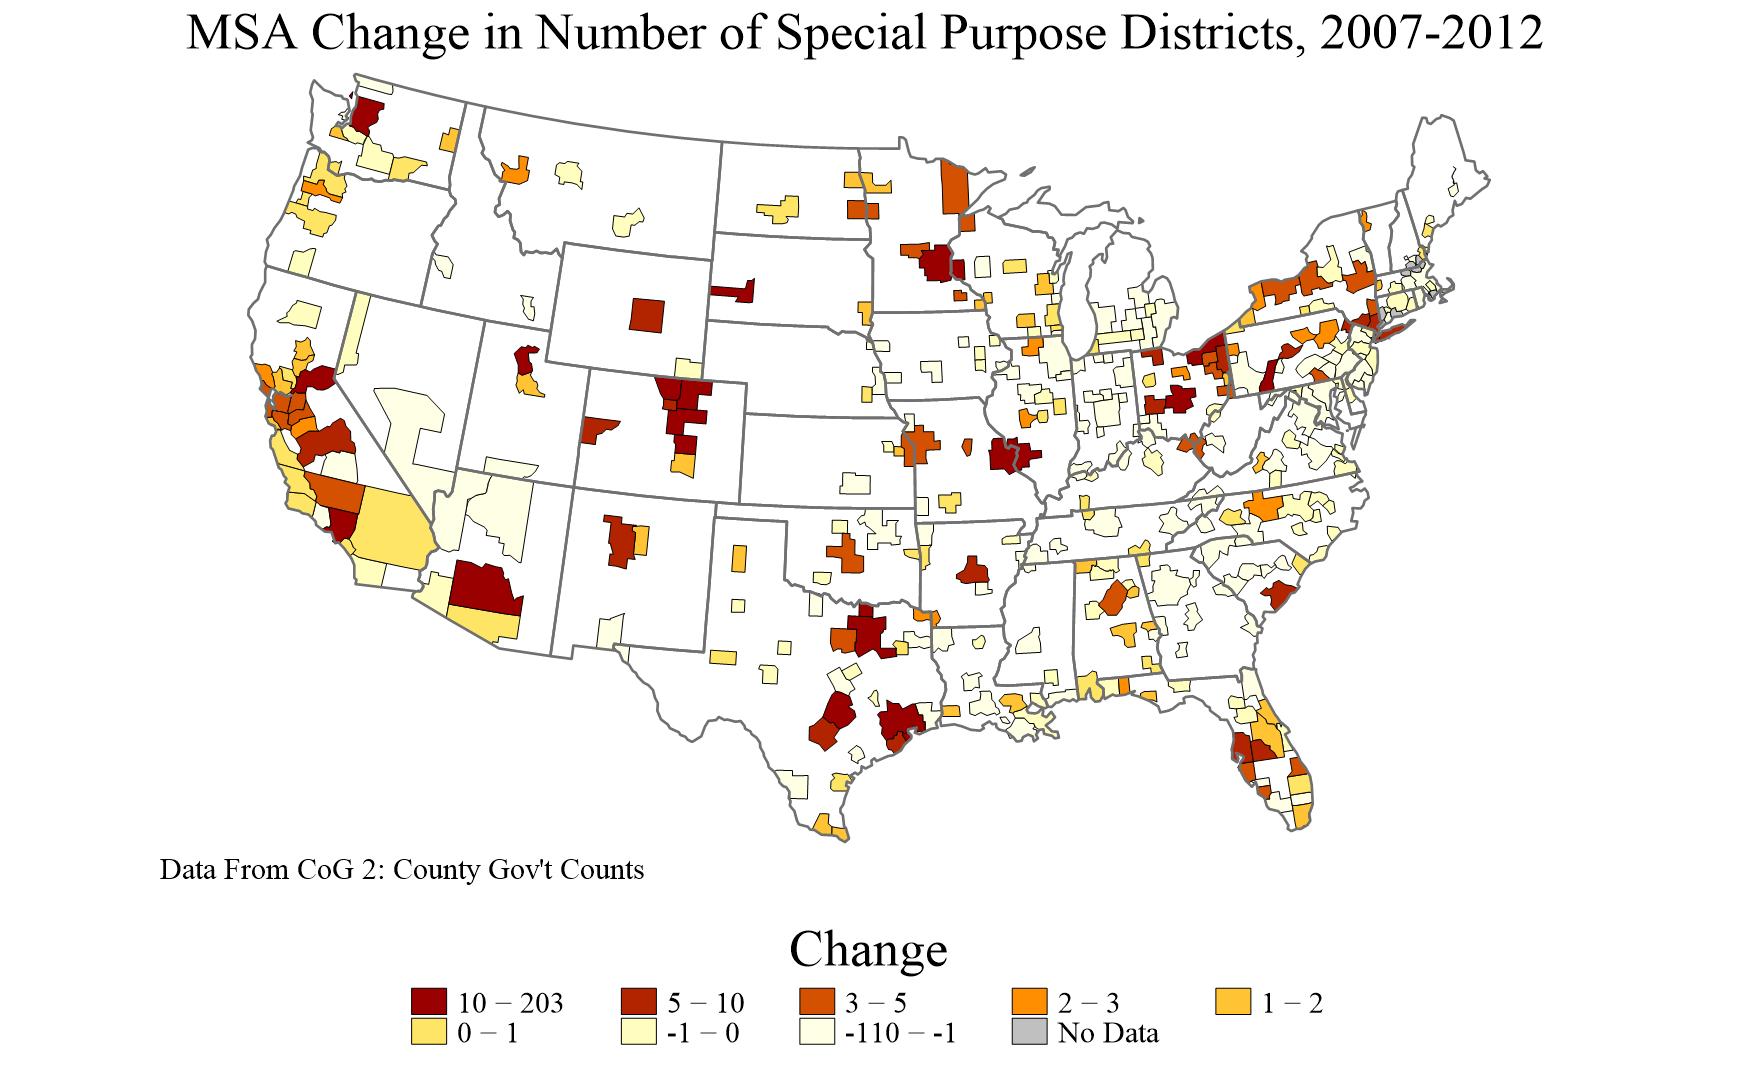 MSA Change in Number of Special Purpose Districts, 2007-2012
Data From CoG 2: County Gov't Counts
Change
10 − 203 5 − 10 3 − 5 2 − 3 1 − 2
0 − 1 -1 − 0 -110 − -1 No Data